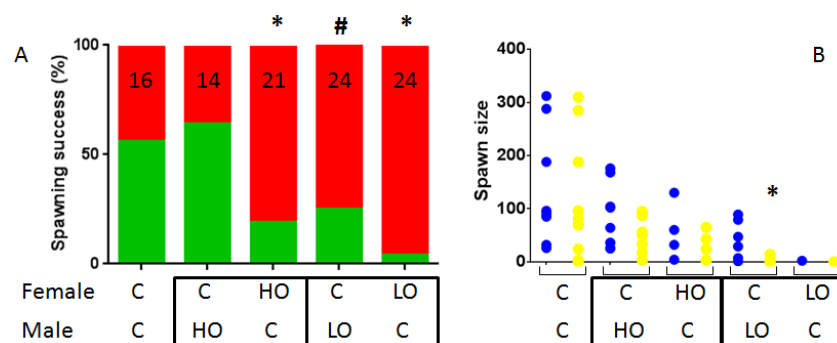 A
* # *
Spawning success (%)
100
50
0
16 14 21 24 24
Female C C HO C LO
Male C HO C LO C
B
Spawn size
400
300
200
100
0
*
C C HO C LO
C HO C LO C